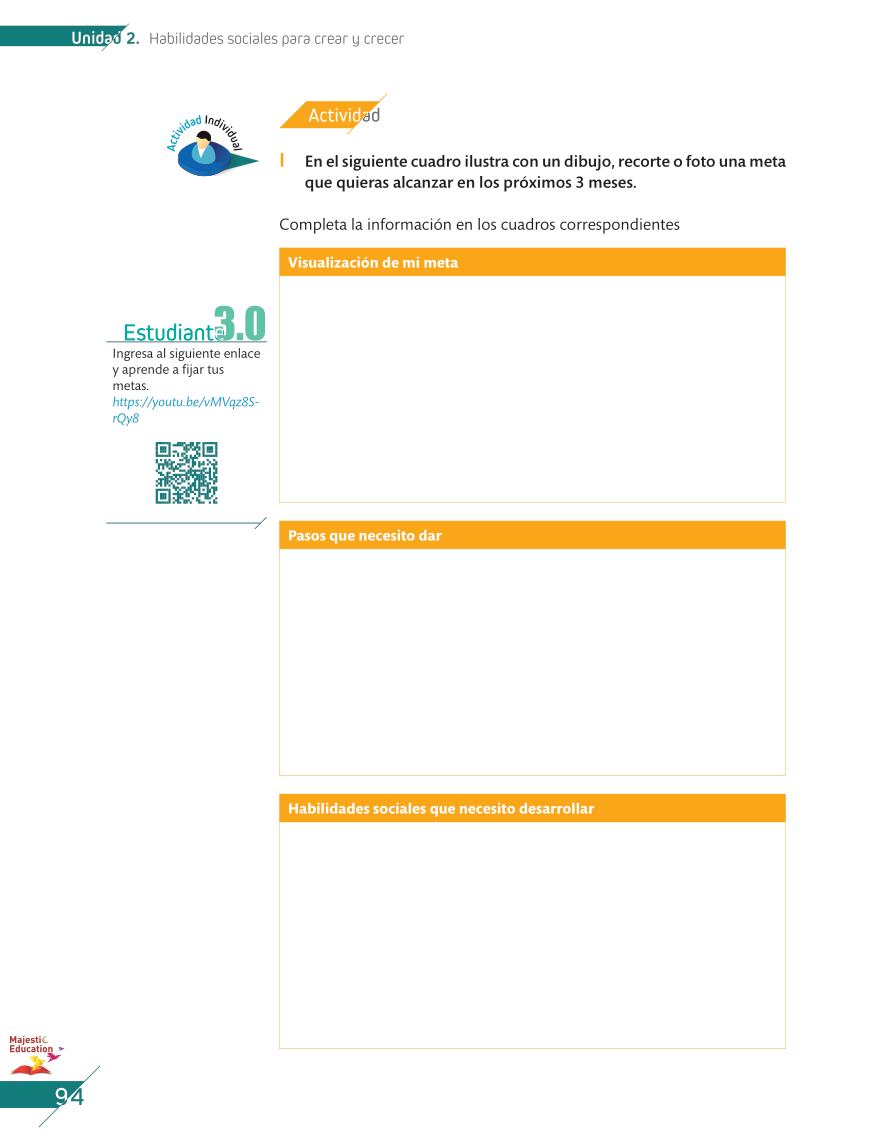 Unidad 2. Habilidades sociales para crear y crecer
Actividad Individual
Actividad
1 En el siguiente cuadro ilustra con un dibujo, recorte o foto una meta
que quieras alcanzar en los próximos 3 meses.
Completa la información en los cuadros correspondientes
Visualización de mi meta
Estudiante 3.0
Ingresa al siguiente enlace
y aprende a fijar tus
metas.
https://youtu.be/vMVqz8S-
rQy8
Pasos que necesito dar
Habilidades sociales que necesito desarrollar
Majestic
Education
94